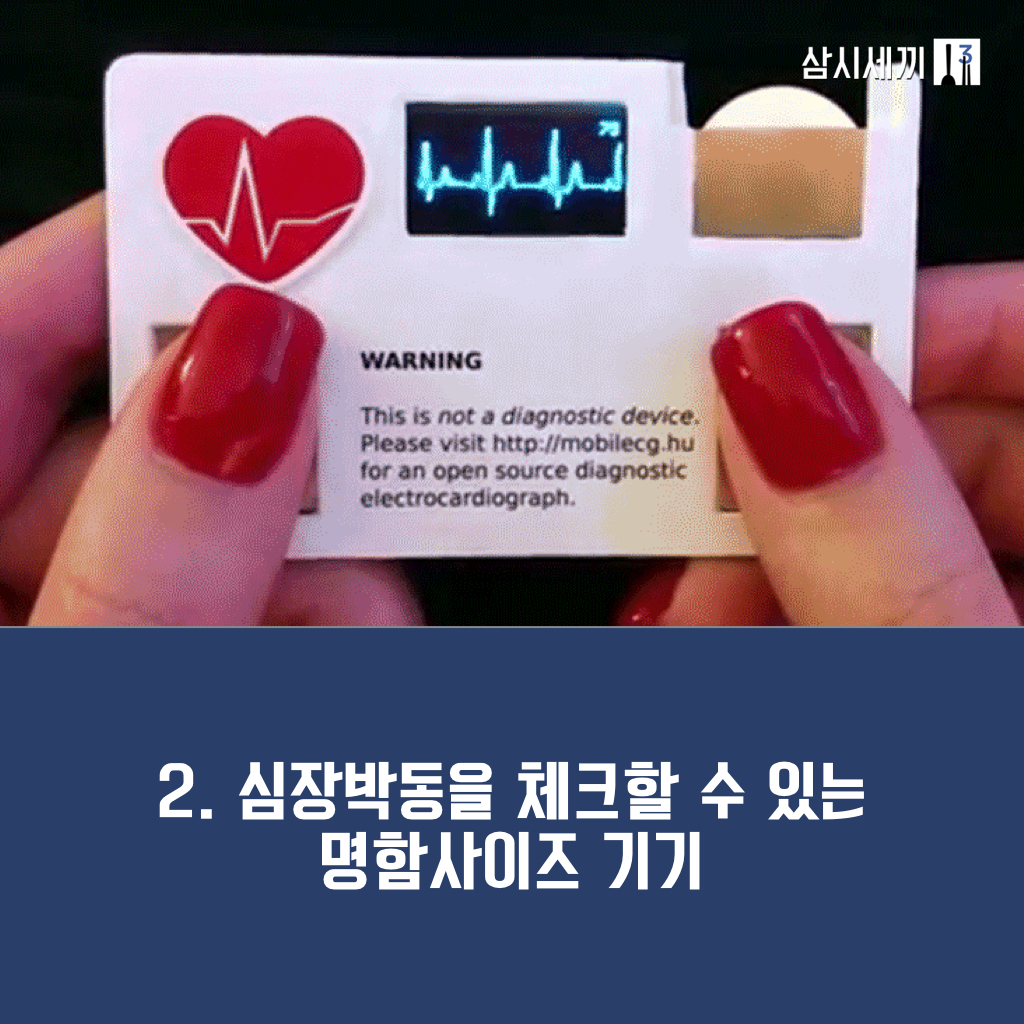 삼시세끼 3
79
WARNING
This is not a diagnostic device.
Please visit http://mobilecg.hu
for an open source diagnostic
electrocardiograph.
2. 심장박동을 체크할 수 있는
명함사이즈 기기